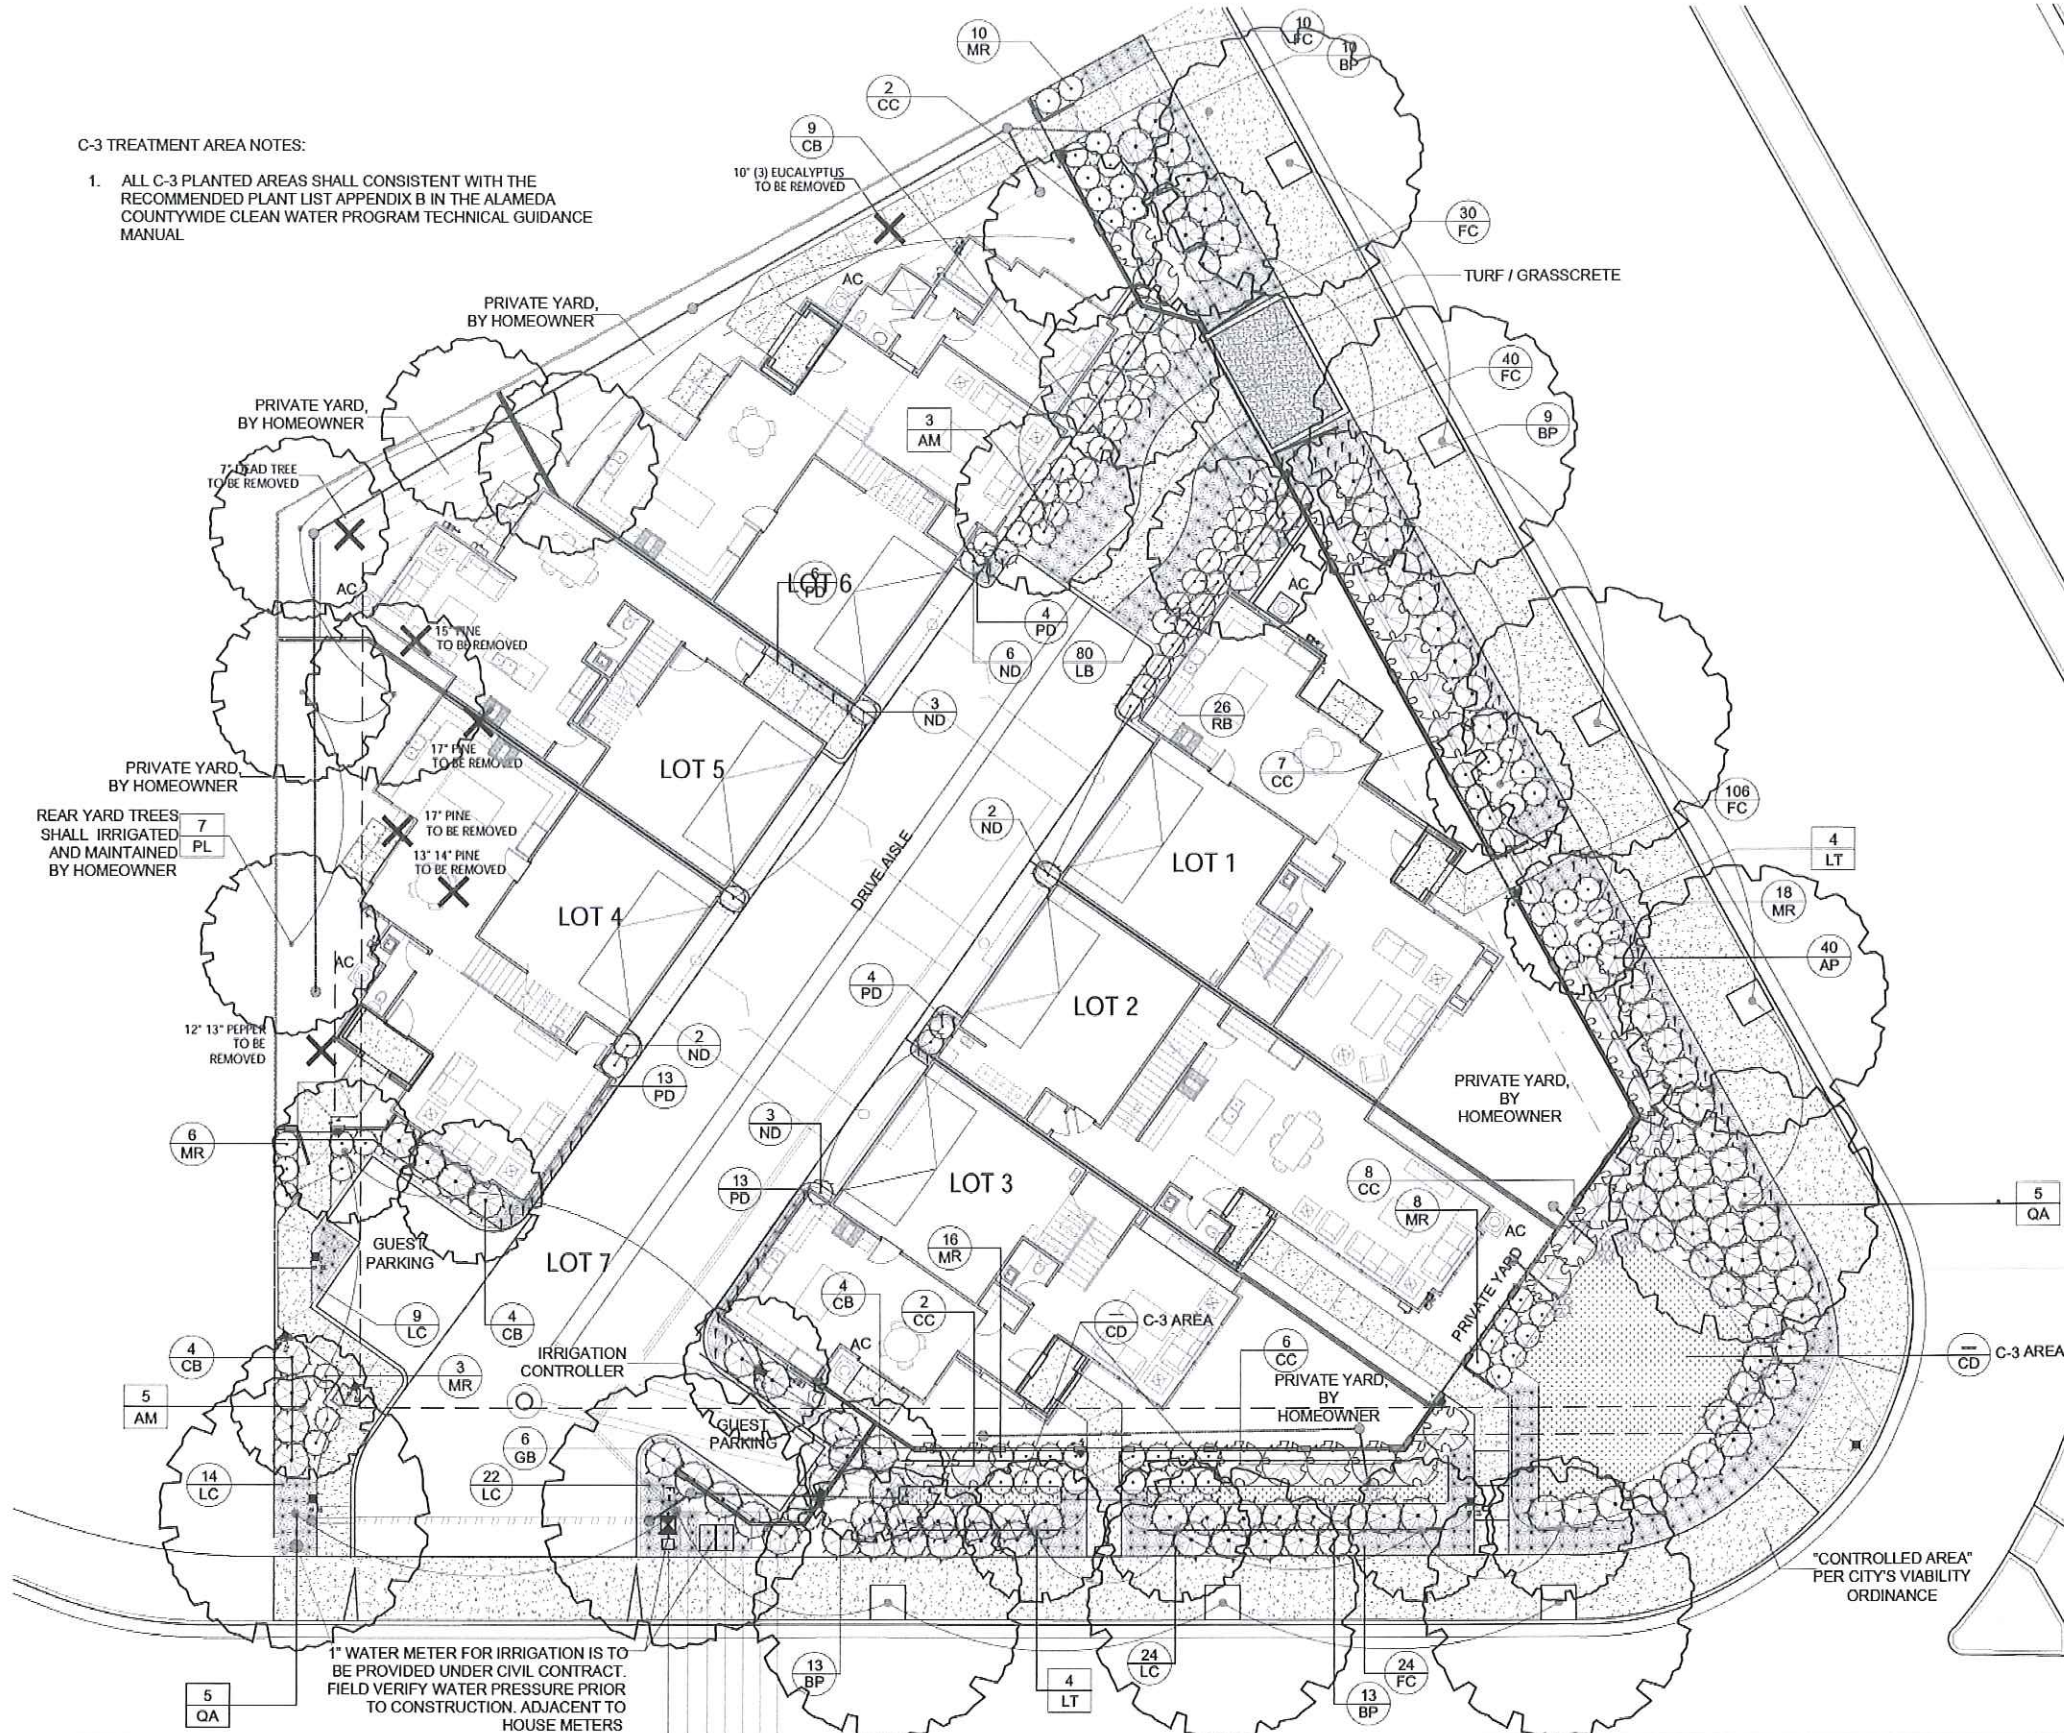 C-3 TREATMENT AREA NOTES:
1. ALL C-3 PLANTED AREAS SHALL CONSISTENT WITH THE
RECOMMENDED PLANT LIST APPENDIX B IN THE ALAMEDA
COUNTYWIDE CLEAN WATER PROGRAM TECHNICAL GUIDANCE
MANUAL
10
MR
10
FC
10
BP
2
CC
9
CB
10" (3) EUCALYPTUS
TO BE REMOVED
30
FC
TURF / GRASSCRETE
AC
PRIVATE YARD,
BY HOMEOWNER
40
FC
9
BP
PRIVATE YARD,
BY HOMEOWNER
3
AM
7" DEAD TREE
TO BE REMOVED
AC
LOT 6
6
PD
AC
15" PINE
TO BE REMOVED
4
PD
6
ND
80
LB
3
ND
26
RB
17" PINE
TO BE REMOVED
LOT 5
7
CC
PRIVATE YARD,
BY HOMEOWNER
106
FC
REAR YARD TREES
SHALL IRRIGATED
AND MAINTAINED
BY HOMEOWNER
7
PL
17" PINE
TO BE REMOVED
13" 14" PINE
TO BE REMOVED
2
ND
LOT 1
4
LT
DRIVE AISLE
LOT 4
18
MR
40
AP
AC
4
PD
LOT 2
12" 13" PEPPER
TO BE
REMOVED
2
ND
13
PD
PRIVATE YARD,
BY
HOMEOWNER
6
MR
3
ND
13
PD
LOT 3
8
CC
8
MR
5
QA
AC
GUEST
PARKING
LOT 7
16
MR
PRIVATE YARD
4
CB
2
CC
CD
C-3 AREA
9
LC
4
CB
AC
6
CC
CD
C-3 AREA
4
CB
3
MR
IRRIGATION
CONTROLLER
PRIVATE YARD,
BY
HOMEOWNER
5
AM
GUEST
PARKING
6
GB
14
LC
22
LC
"CONTROLLED AREA"
PER CITY'S VIABILITY
ORDINANCE
1" WATER METER FOR IRRIGATION IS TO
BE PROVIDED UNDER CIVIL CONTRACT.
FIELD VERIFY WATER PRESSURE PRIOR
TO CONSTRUCTION. ADJACENT TO
HOUSE METERS
5
QA
13
BP
4
LT
24
LC
13
BP
24
FC